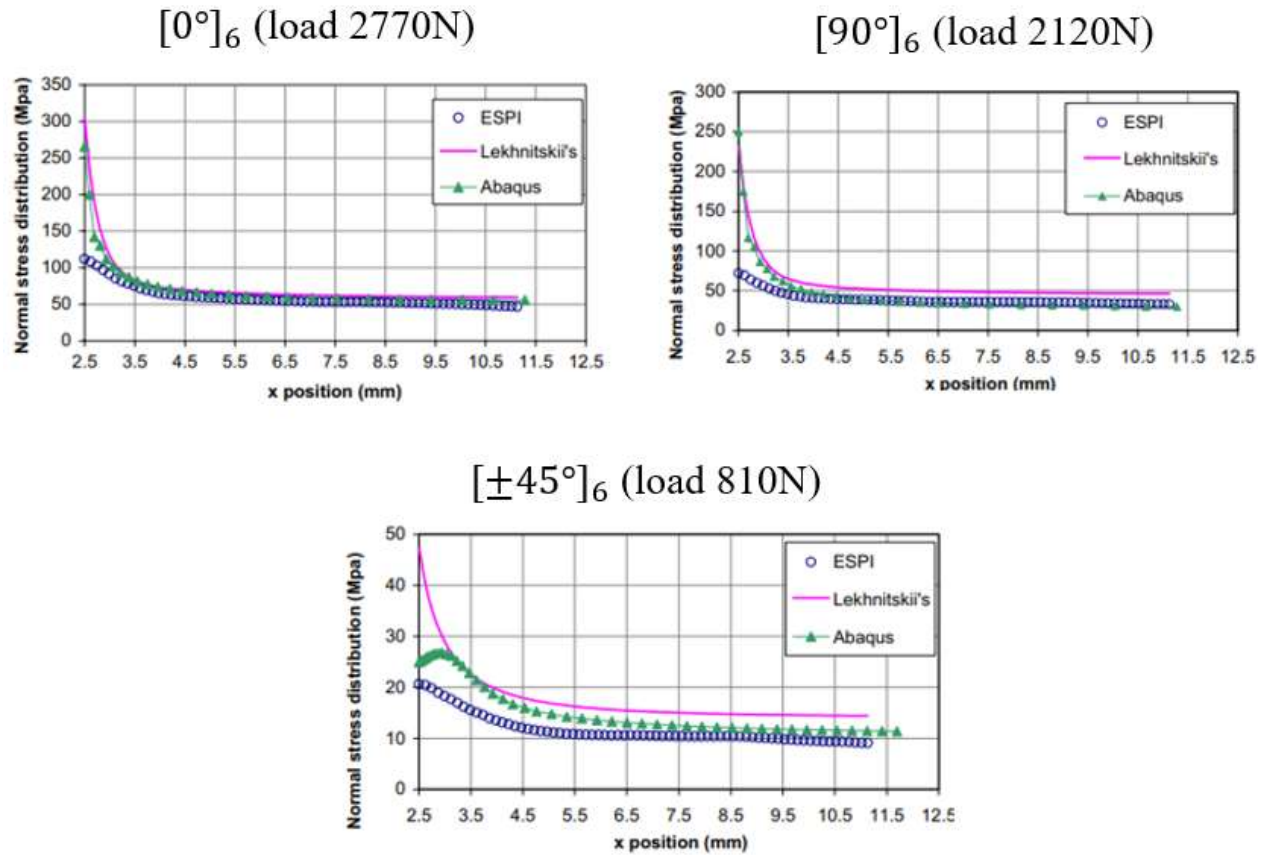 [0°]₆ (load 2770N)
350
300
250
200
150
100
50
0
Normal stress distribution (Mpa)
2.5 3.5 4.5 5.5 6.5 7.5 8.5 9.5 10.5 11.5 12.5
x position (mm)
ESPI
Lekhnitskii's
Abaqus
[90°]₆ (load 2120N)
300
250
200
150
100
50
0
Normal stress distribution (Mpa)
2.5 3.5 4.5 5.5 6.5 7.5 8.5 9.5 10.5 11.5 12.5
x position (mm)
ESPI
Lekhnitskii's
Abaqus
[±45°]₆ (load 810N)
50
40
30
20
10
0
Normal stress distribution (Mpa)
2.5 3.5 4.5 5.5 6.5 7.5 8.5 9.5 10.5 11.5 12.5
x position (mm)
ESPI
Lekhnitskii's
Abaqus